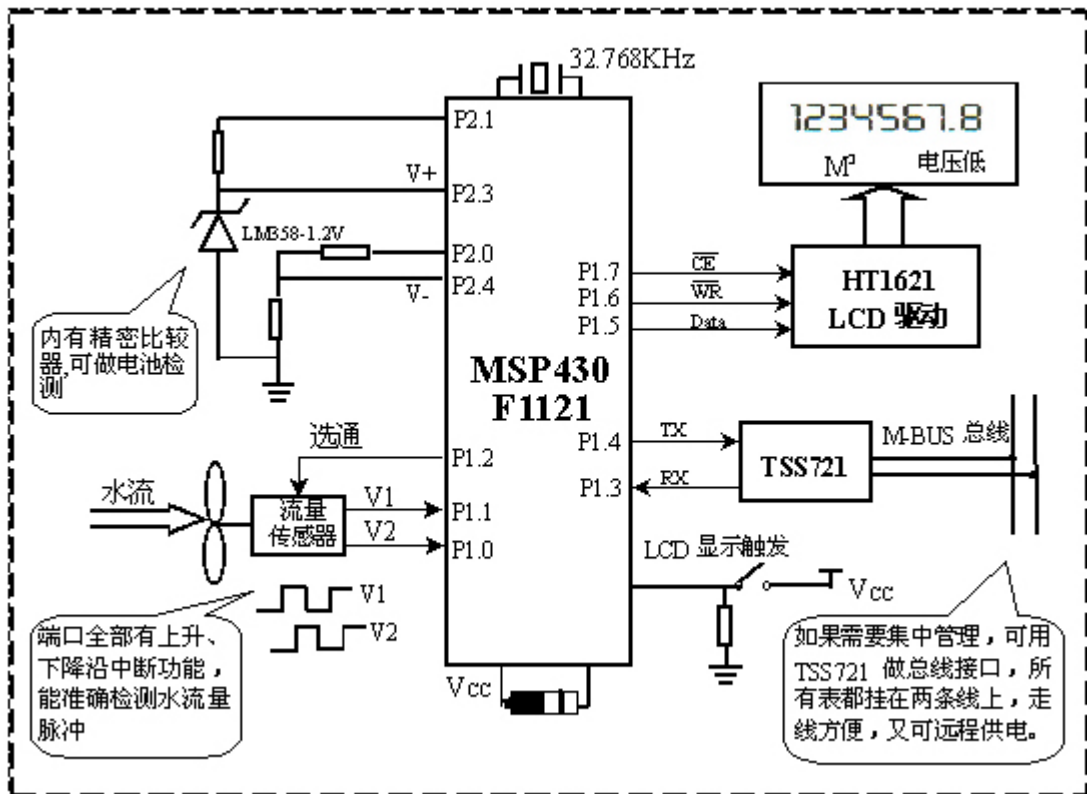 32.768KHz
P2.1
V+
P2.3
LM358-1.2V
P2.0
V-
P2.4
内有精密比较
器,可做电池检
测
1234567.8
M³
电压低
P1.7
CE
P1.6
WR
P1.5
Data
HT1621
LCD 驱动
MSP430
F1121
选通
P1.2
水流
流量
传感器
V1
P1.1
V2
P1.0
P1.4
TX
P1.3
RX
TSS721
M-BUS 总线
LCD 显示触发
Vcc
V1
V2
端口全部有上升、
下降沿中断功能，
能准确检测水流量
脉冲
Vcc
如果需要集中管理，可用
TSS721 做总线接口，所
有表都挂在两条线上，走
线方便，又可远程供电。